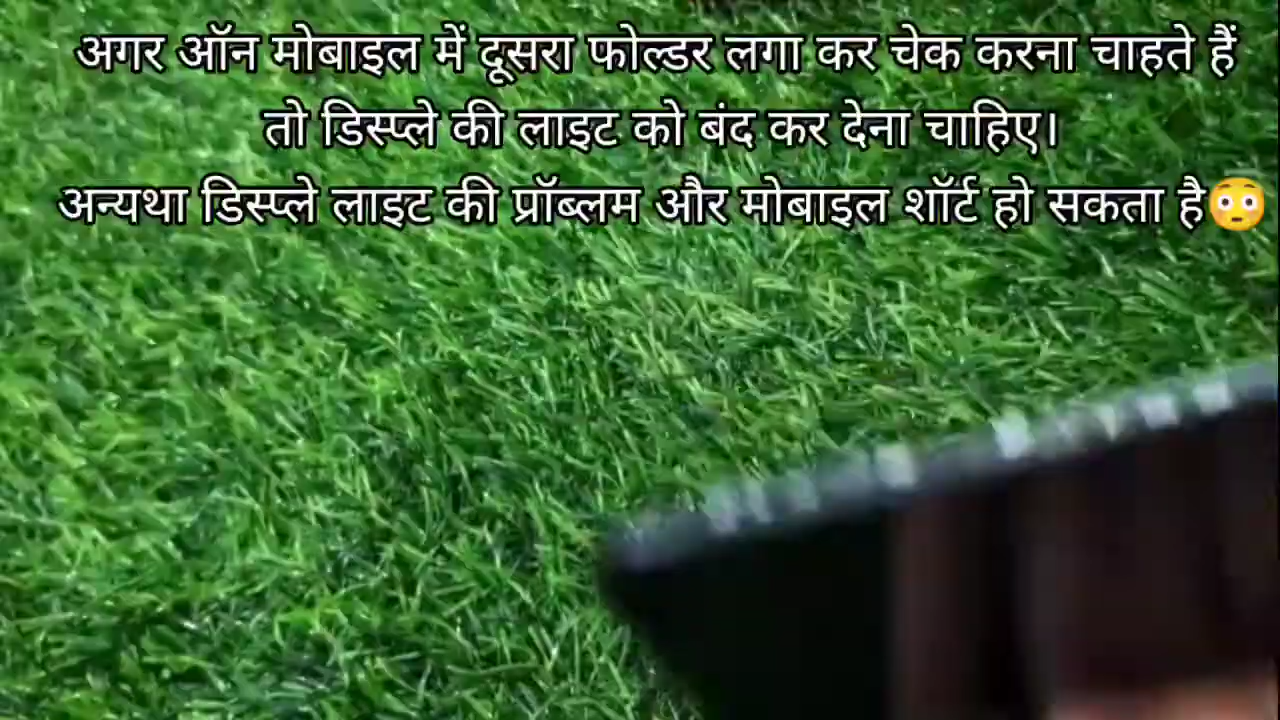 अगर ऑन मोबाइल में दूसरा फोल्डर लगा कर चेक करना चाहते हैं
तो डिस्प्ले की लाइट को बंद कर देना चाहिए।
अन्यथा डिस्प्ले लाइट की प्रॉब्लम और मोबाइल शॉर्ट हो सकता है😳